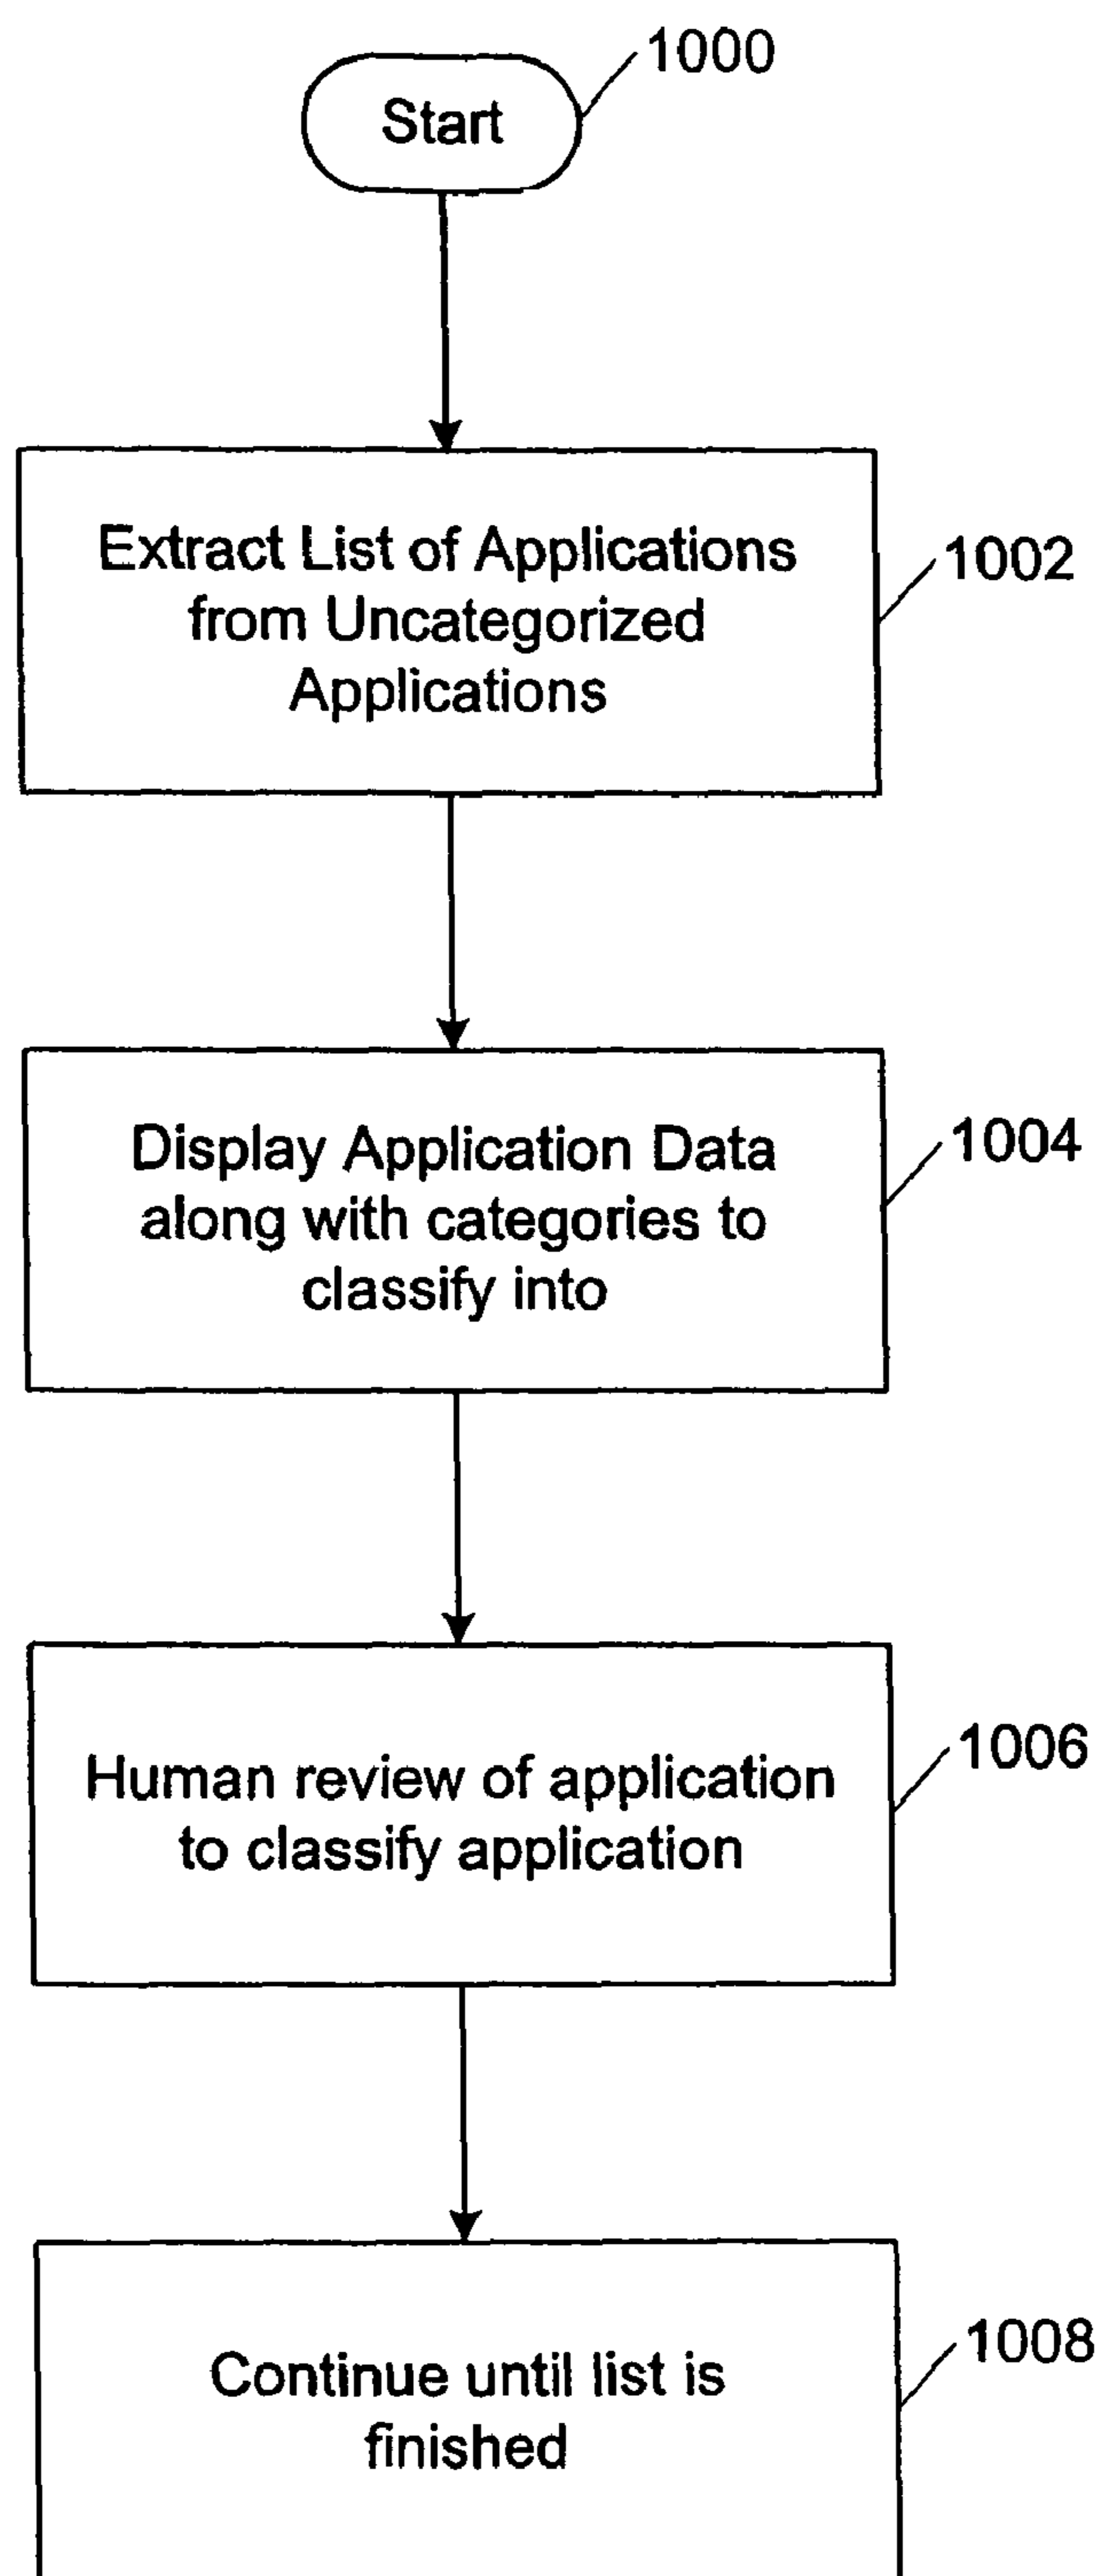 1000
Start
Extract List of Applications
from Uncategorized
Applications
1002
Display Application Data
along with categories to
classify into
1004
Human review of application
to classify application
1006
Continue until list is
finished
1008